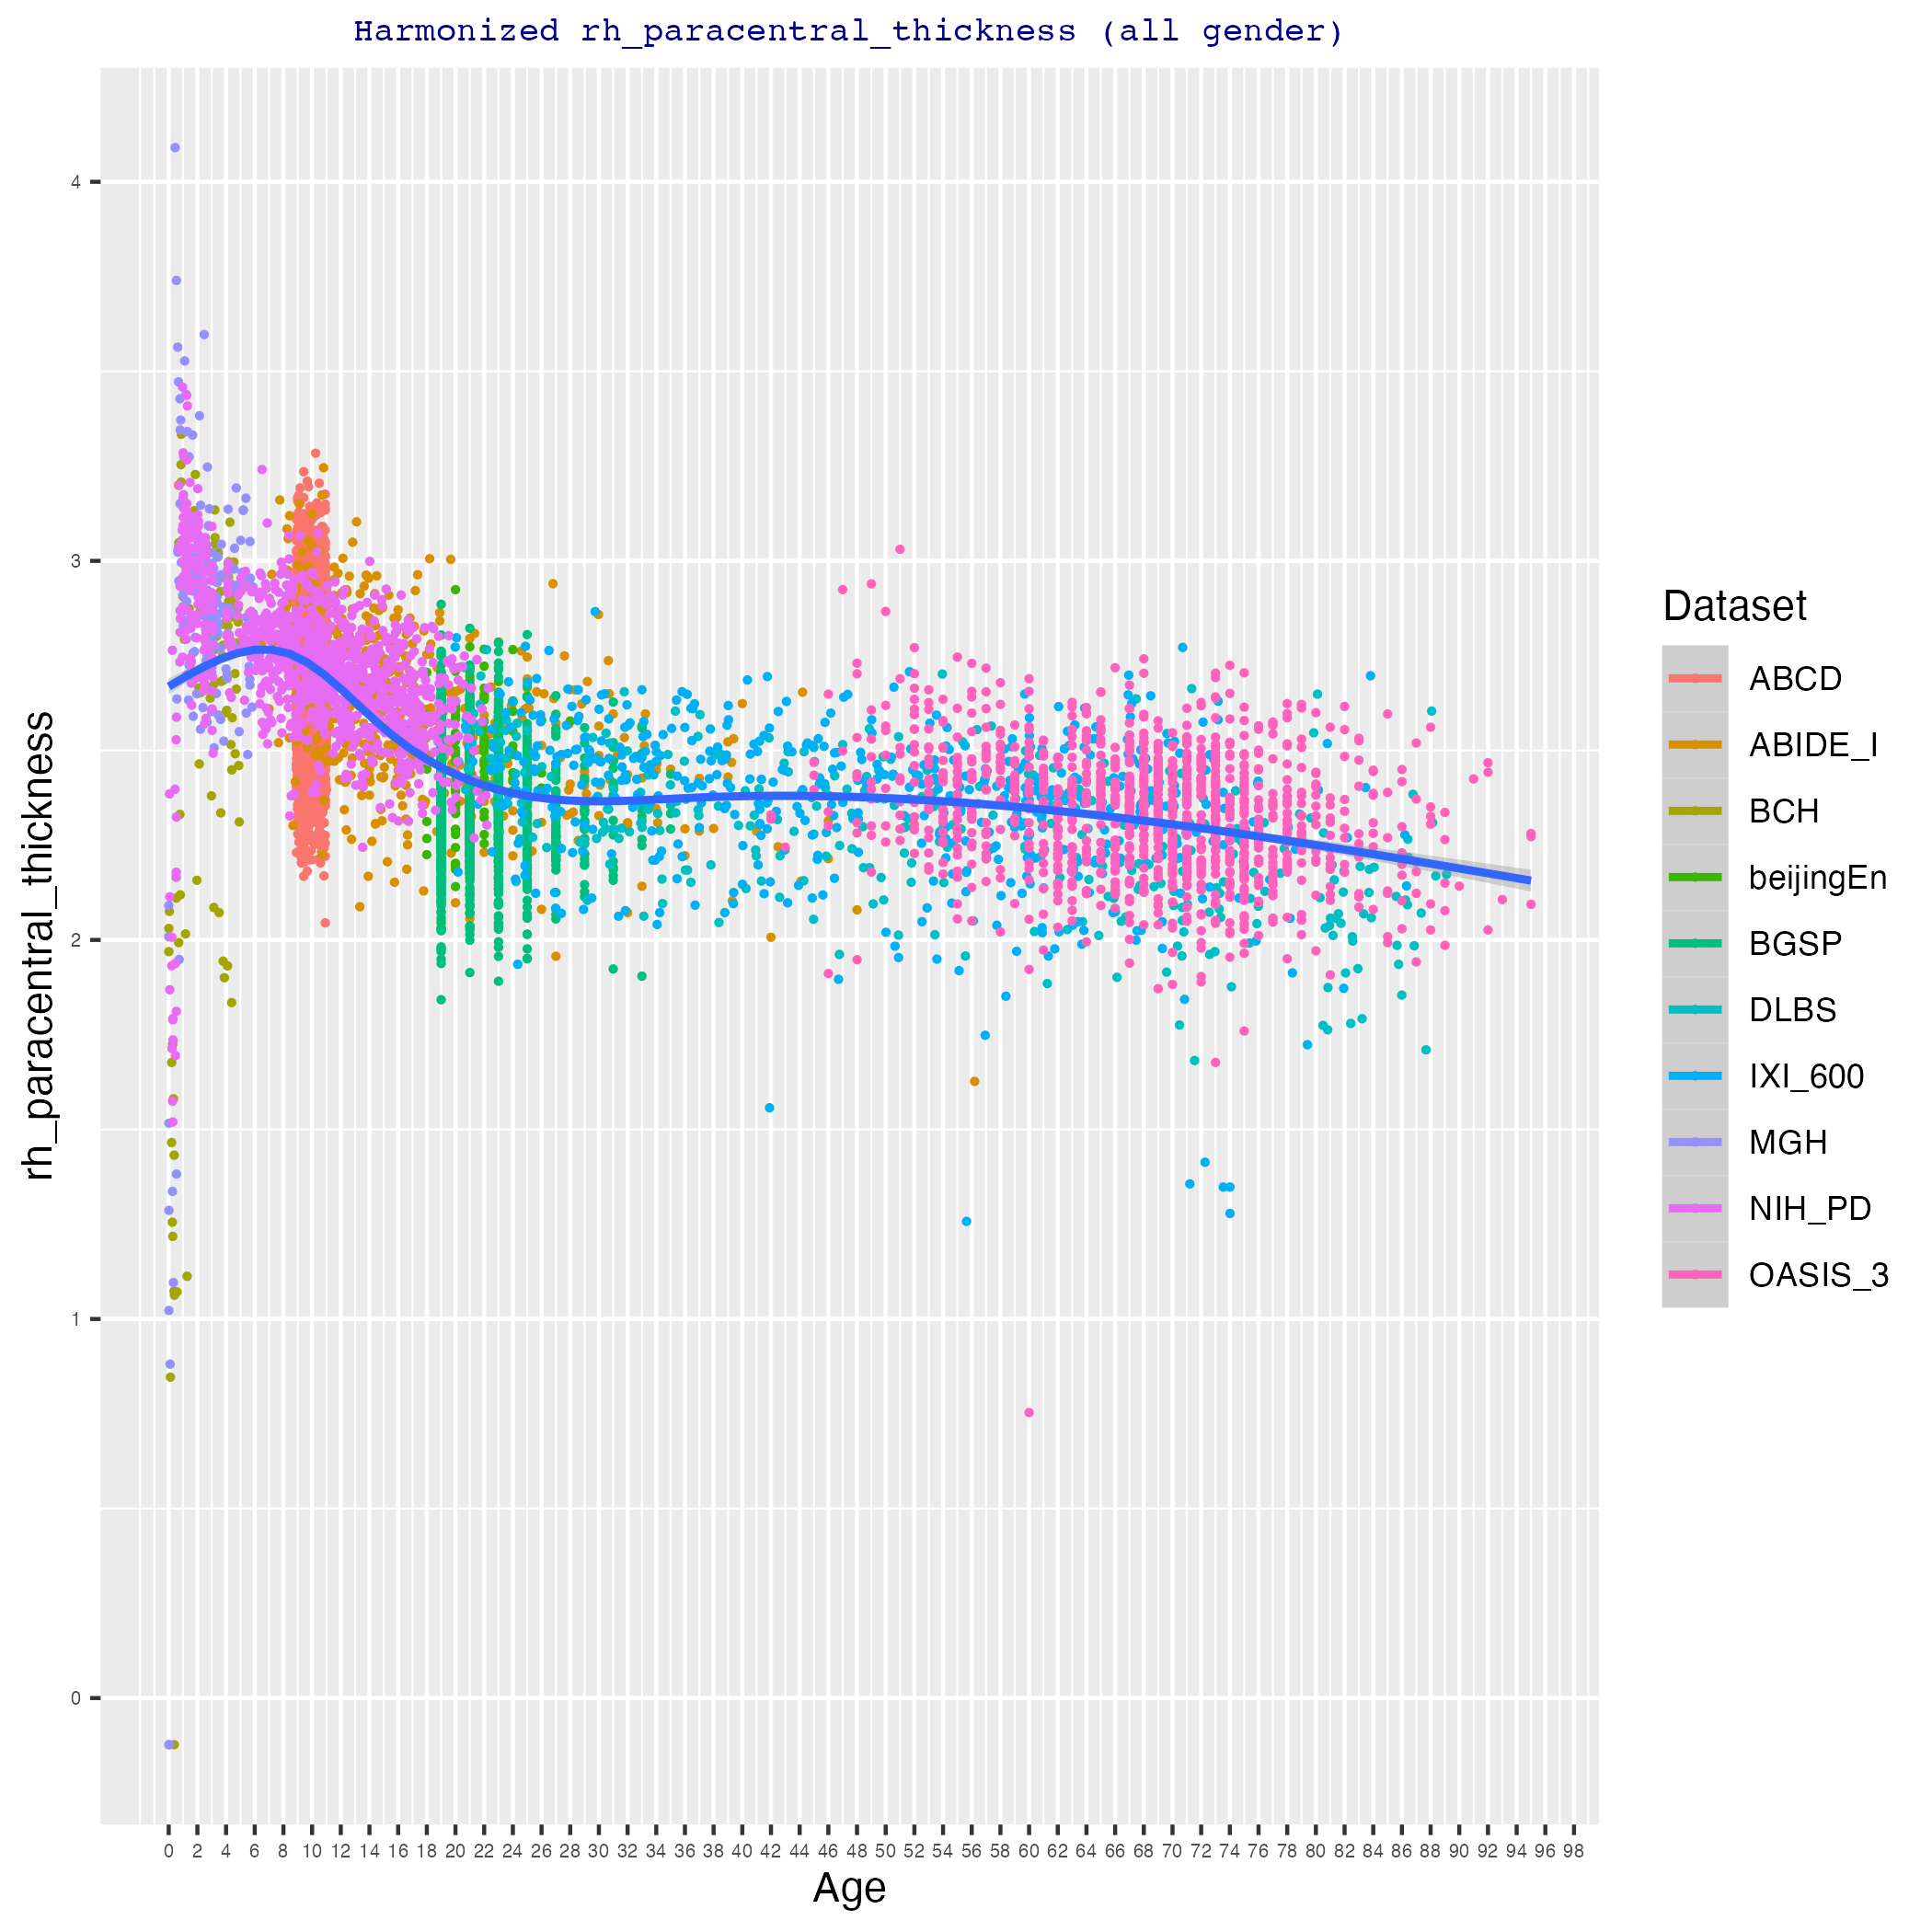 Harmonized rh_paracentral_thickness (all gender)
rh_paracentral_thickness
4
3
2
1
0
0 2 4 6 8 10 12 14 16 18 20 22 24 26 28 30 32 34 36 38 40 42 44 46 48 50 52 54 56 58 60 62 64 66 68 70 72 74 76 78 80 82 84 86 88 90 92 94 96 98
Age
Dataset
ABCD
ABIDE_I
BCH
beijingEn
BGSP
DLBS
IXI_600
MGH
NIH_PD
OASIS_3